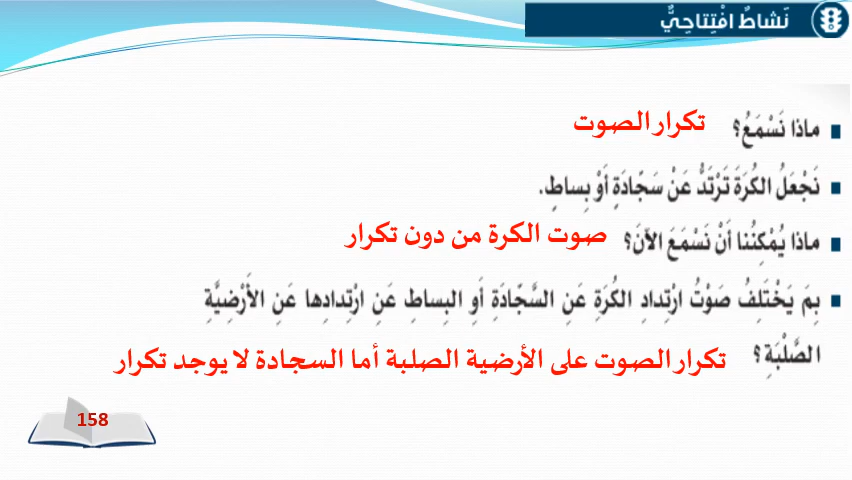 نَشاطٌ افْتِتاحِيٌّ
ماذا نَسْمَعُ؟ تكرار الصوت
نَجْعَلُ الكُرَةَ تَرْتَدُّ عَنْ سَجّادَةٍ أَوْ بِساطٍ.
ماذا يُمْكِنُنا أَنْ نَسْمَعَ الآنَ؟ صوت الكرة من دون تكرار
بِمَ يَخْتَلِفُ صَوْتُ ارْتِدادِ الكُرَةِ عَنِ السَّجّادَةِ أَوِ البِساطِ عَنِ ارْتِدادِها عَنِ الأَرْضِيَّةِ
الصَّلْبَةِ؟ تكرار الصوت على الأرضية الصلبة أما السجادة لا يوجد تكرار
158